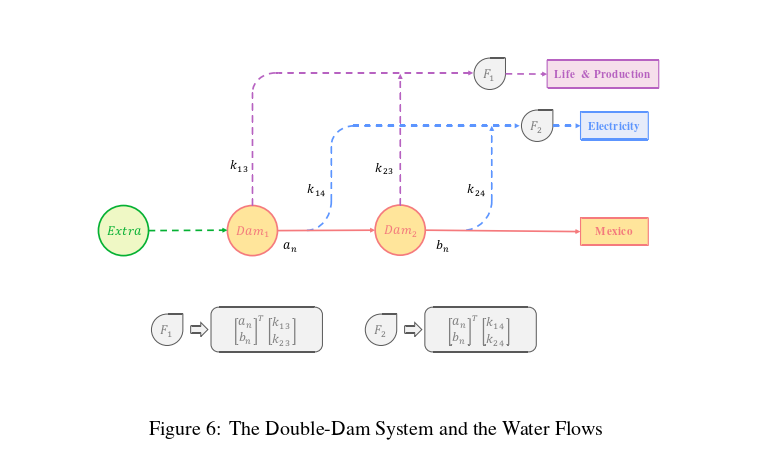 F₁ Life & Production
F₂ Electricity
k₁₃ k₂₃
k₁₄ k₂₄
Extra Dam₁ Dam₂ Mexico
aₙ bₙ
F₁ [aₙ bₙ]ᵀ [k₁₃ k₂₃] F₂ [aₙ bₙ]ᵀ [k₁₄ k₂₄]
Figure 6: The Double-Dam System and the Water Flows